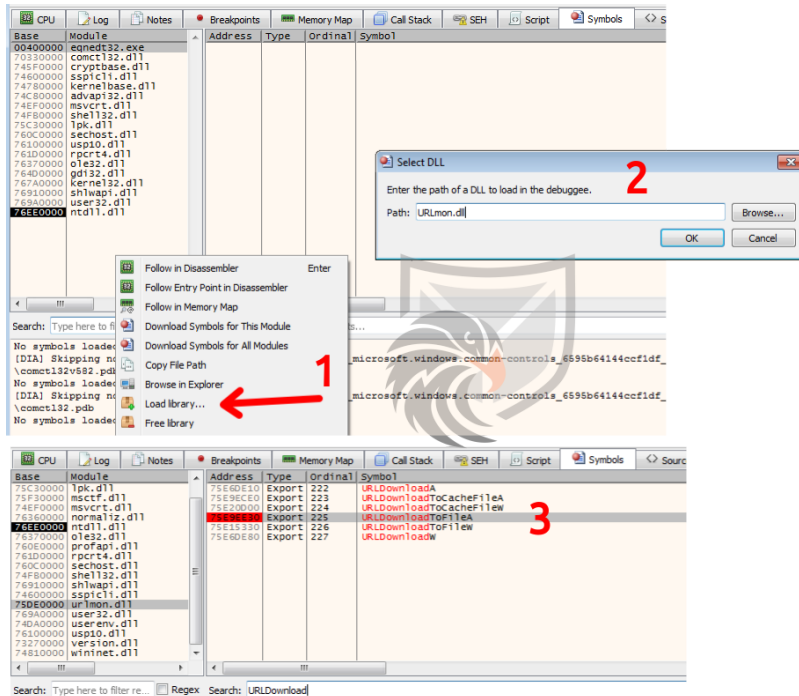 CPU Log Notes Breakpoints Memory Map Call Stack SEH Script Symbols S
Base Module Address Type Ordinal Symbol
00400000 eqnedt32.exe
70330000 comctl32.dll
745F0000 cryptbase.dll
74600000 sspicli.dll
74780000 kernelbase.dll
74C80000 advapi32.dll
74EF0000 msvcrt.dll
74FB0000 shell32.dll
75C30000 lpk.dll
760C0000 sechost.dll
76100000 usp10.dll
761D0000 rpcrt4.dll
76370000 ole32.dll
764D0000 gdi32.dll
767A0000 kernel32.dll
76910000 shlwapi.dll
769A0000 user32.dll
76EE0000 ntdll.dll
Select DLL
2
Enter the path of a DLL to load in the debuggee.
Path: URLmon.dll Browse...
OK Cancel
Follow in Disassembler Enter
Follow Entry Point in Disassembler
Follow in Memory Map
Download Symbols for This Module
Download Symbols for All Modules
Copy File Path
Browse in Explorer
Load library...
Free library
1
Search: Type here to fi ts...
No symbols loaded
[DIA] Skipping no _microsoft.windows.common-controls_6595b64144ccf1df_
\comctl32v582.pdb
No symbols loaded
[DIA] Skipping no _microsoft.windows.common-controls_6595b64144ccf1df_
\comctl32.pdb
No symbols loaded
CPU Log Notes Breakpoints Memory Map Call Stack SEH Script Symbols Sourc
Base Module Address Type Ordinal Symbol
75C30000 lpk.dll 75E6DE10 Export 222 URLDownloadA
75F30000 msctf.dll 75E9ECE0 Export 223 URLDownloadToCacheFileA
74EF0000 msvcrt.dll 75E20D00 Export 224 URLDownloadToCacheFileW
76360000 normaliz.dll 75E9EE30 Export 225 URLDownloadToFileA
76EE0000 ntdll.dll 75E15330 Export 226 URLDownloadToFileW
76370000 ole32.dll 75E6DE80 Export 227 URLDownloadW
760E0000 profapi.dll
761D0000 rpcrt4.dll
760C0000 sechost.dll
74FB0000 shell32.dll
76910000 shlwapi.dll
74600000 sspicli.dll
75DE0000 urlmon.dll
769A0000 user32.dll
74DA0000 userenv.dll
76100000 usp10.dll
73270000 version.dll
74810000 wininet.dll
3
Search: Type here to filter re... Regex Search: URLDownload